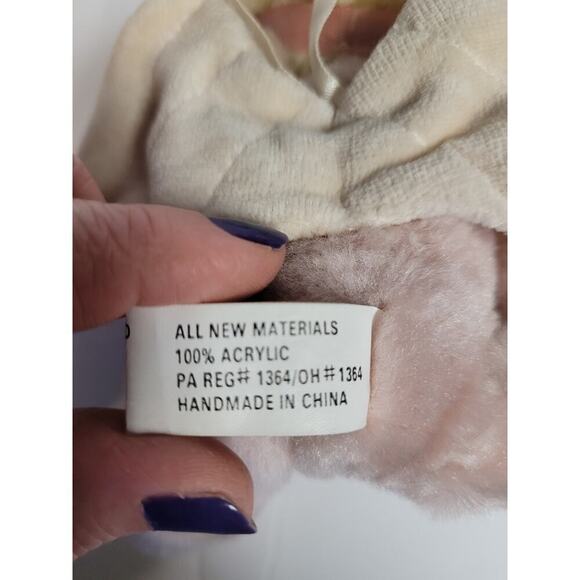 ALL NEW MATERIALS
100% ACRYLIC
PA REG# 1364/OH#1364
HANDMADE IN CHINA